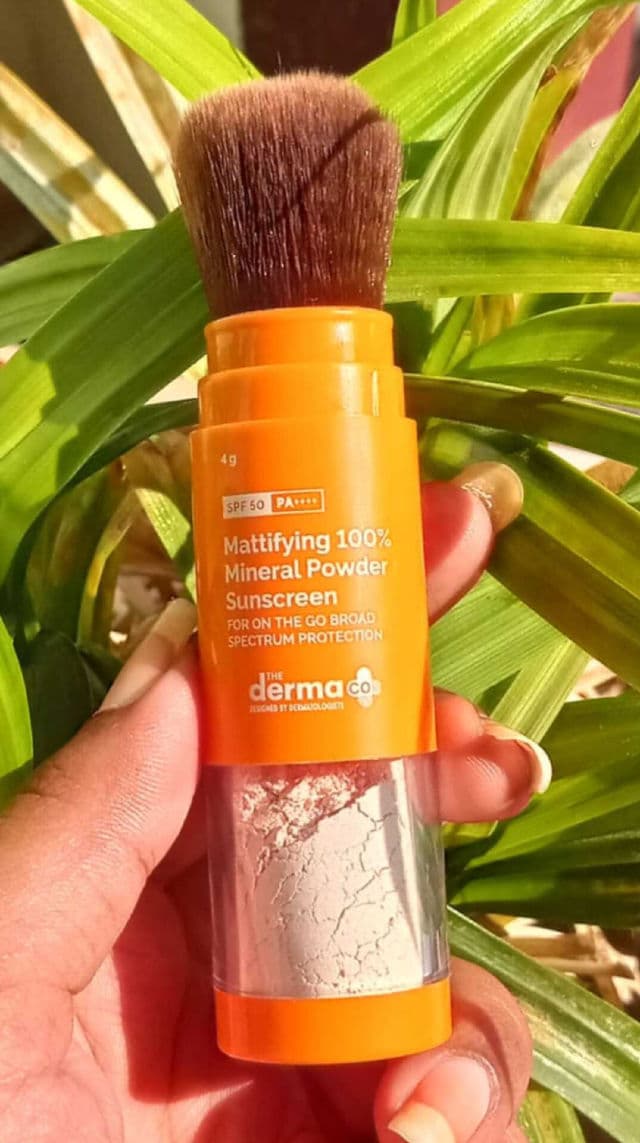 4g
SPF 50 PA++++
Mattifying 100%
Mineral Powder
Sunscreen
FOR ON THE GO BROAD
SPECTRUM PROTECTION
THE
derma co
DESIGNED BY DERMATOLOGISTS